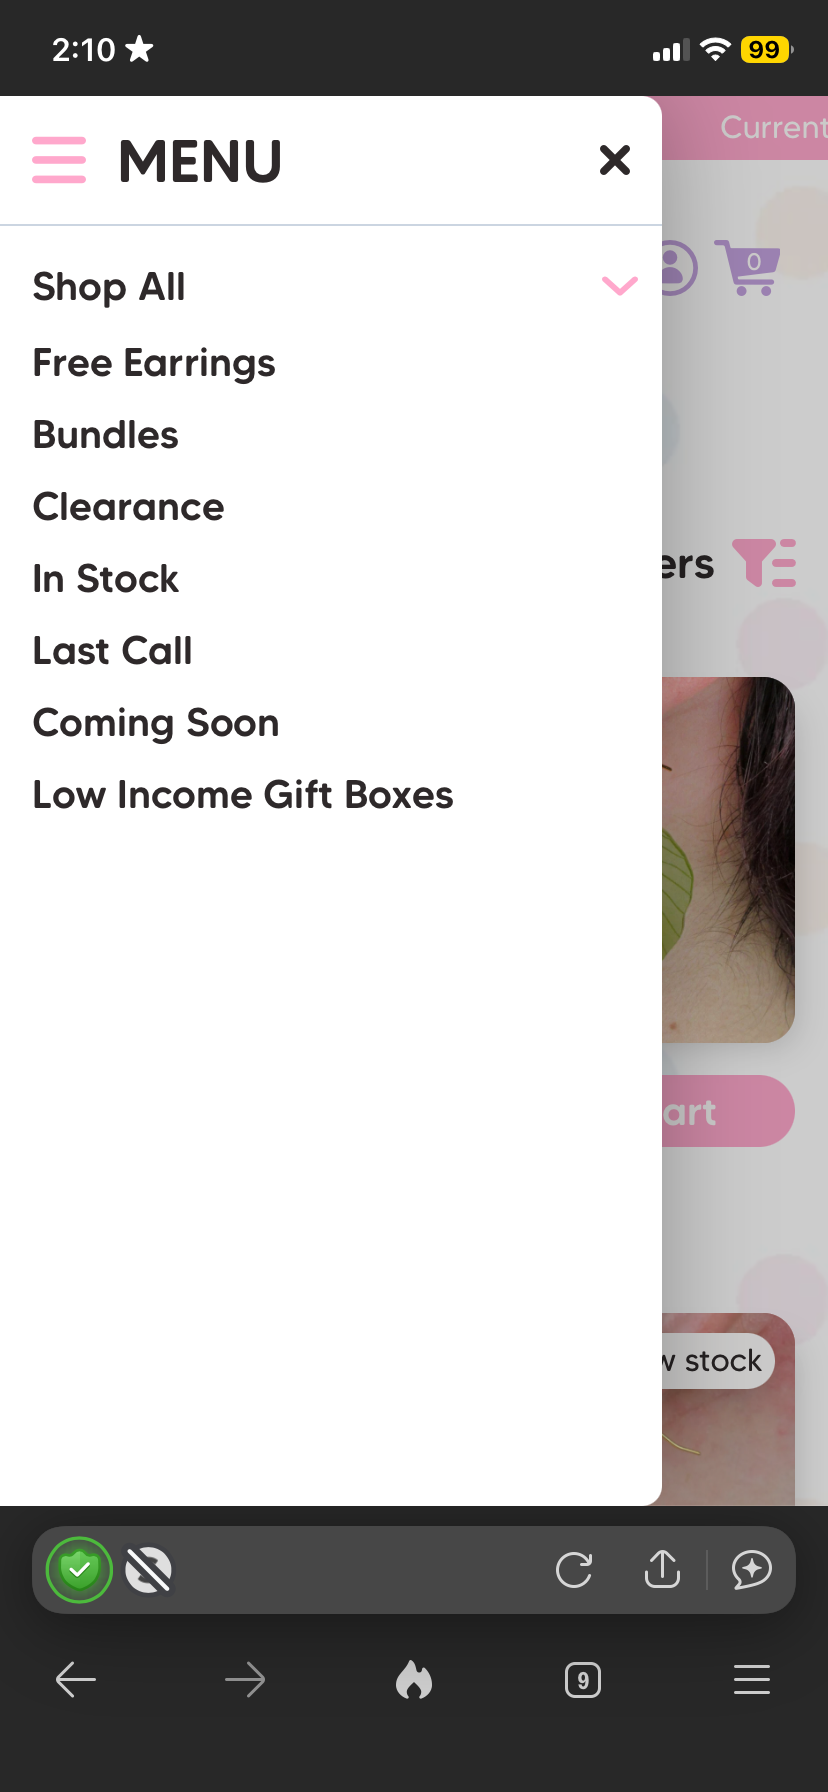 2:10
99
Current
MENU
0
Shop All
Free Earrings
Bundles
Clearance
In Stock
Last Call
Coming Soon
Low Income Gift Boxes
ers
art
w stock
9